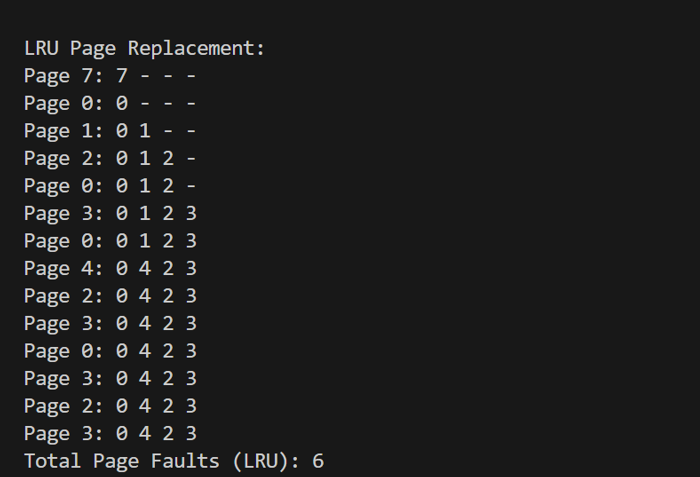 LRU Page Replacement:
Page 7: 7 - - -
Page 0: 0 - - -
Page 1: 0 1 - -
Page 2: 0 1 2 -
Page 0: 0 1 2 -
Page 3: 0 1 2 3
Page 0: 0 1 2 3
Page 4: 0 4 2 3
Page 2: 0 4 2 3
Page 3: 0 4 2 3
Page 0: 0 4 2 3
Page 3: 0 4 2 3
Page 2: 0 4 2 3
Page 3: 0 4 2 3
Total Page Faults (LRU): 6